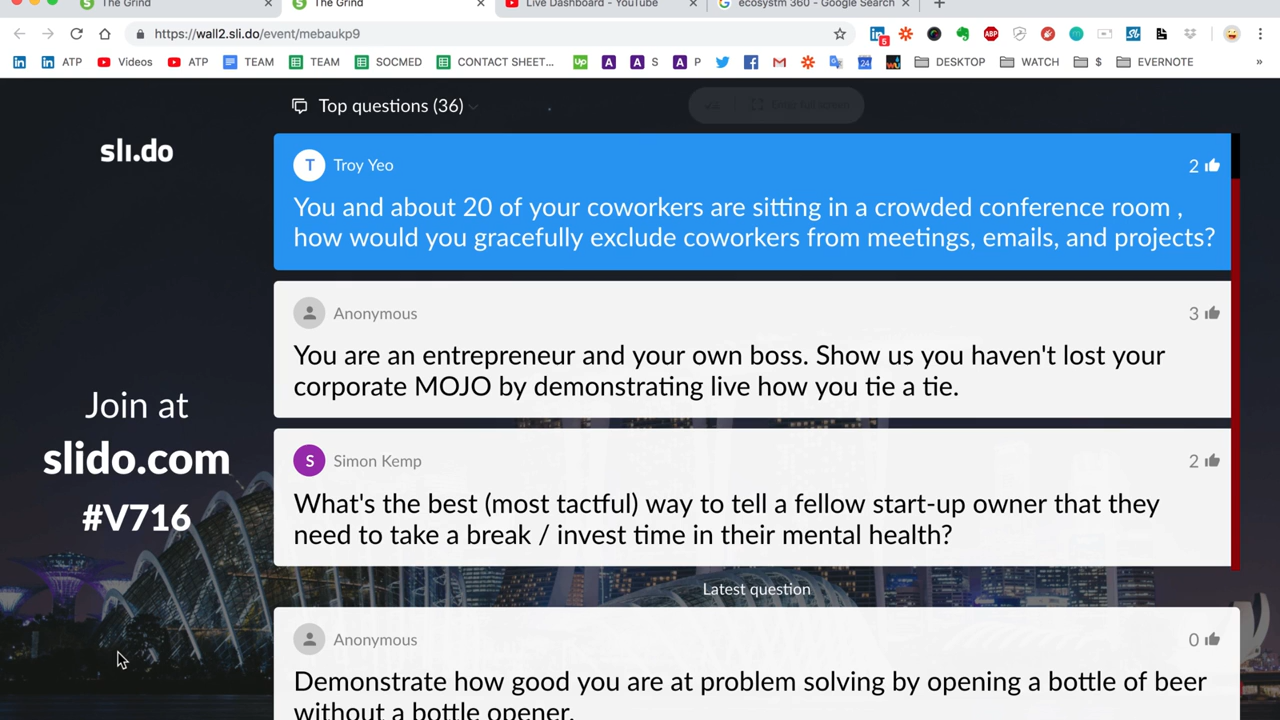 The Grind
The Grind
Live Dashboard - YouTube
ecosystm 360 - Google Search
https://wall2.sli.do/event/mebaukp9
5
ABP
ATP
Videos
ATP
TEAM
TEAM
SOCMED
CONTACT SHEET...
up
A
A S
A P
24
DESKTOP
WATCH
$
EVERNOTE
»
Top questions (36)
sli.do
T
Troy Yeo
2
You and about 20 of your coworkers are sitting in a crowded conference room ,
how would you gracefully exclude coworkers from meetings, emails, and projects?
Anonymous
3
You are an entrepreneur and your own boss. Show us you haven't lost your
corporate MOJO by demonstrating live how you tie a tie.
Join at
slido.com
#V716
S
Simon Kemp
2
What's the best (most tactful) way to tell a fellow start-up owner that they
need to take a break / invest time in their mental health?
Latest question
Anonymous
0
Demonstrate how good you are at problem solving by opening a bottle of beer
without a bottle opener.